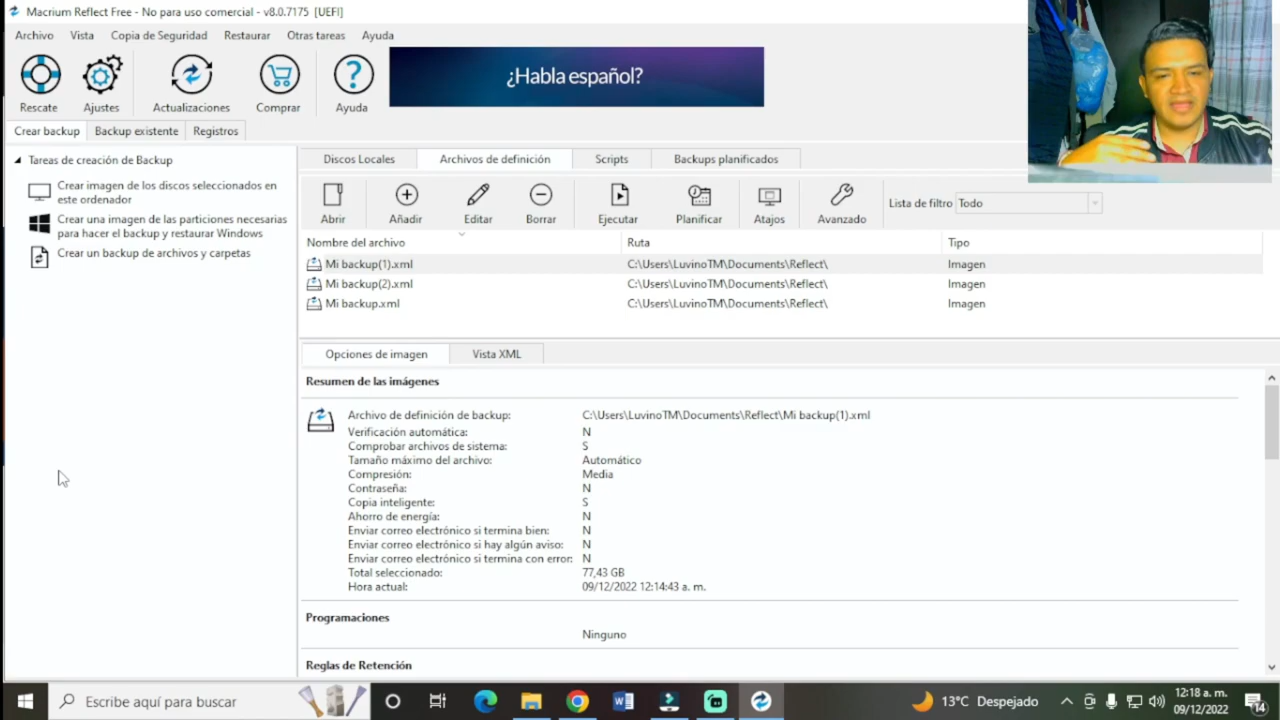 Macrium Reflect Free - No para uso comercial - v8.0.7175 [UEFI]
Archivo Vista Copia de Seguridad Restaurar Otras tareas Ayuda
¿Habla español?
Rescate Ajustes Actualizaciones Comprar Ayuda
Crear backup Backup existente Registros
Tareas de creación de Backup
Crear imagen de los discos seleccionados en
este ordenador
Crear una imagen de las particiones necesarias
para hacer el backup y restaurar Windows
Crear un backup de archivos y carpetas
Discos Locales Archivos de definición Scripts Backups planificados
Abrir Añadir Editar Borrar Ejecutar Planificar Atajos Avanzado Lista de filtro Todo
Nombre del archivo Ruta Tipo
Mi backup(1).xml C:\Users\LuvinoTM\Documents\Reflect\ Imagen
Mi backup(2).xml C:\Users\LuvinoTM\Documents\Reflect\ Imagen
Mi backup.xml C:\Users\LuvinoTM\Documents\Reflect\ Imagen
Opciones de imagen Vista XML
Resumen de las imágenes
Archivo de definición de backup: C:\Users\LuvinoTM\Documents\Reflect\Mi backup(1).xml
Verificación automática: N
Comprobar archivos de sistema: S
Tamaño máximo del archivo: Automático
Compresión: Media
Contraseña: N
Copia inteligente: S
Ahorro de energía: N
Enviar correo electrónico si termina bien: N
Enviar correo electrónico si hay algún aviso: N
Enviar correo electrónico si termina con error: N
Total seleccionado: 77,43 GB
Hora actual: 09/12/2022 12:14:43 a. m.
Programaciones
Ninguno
Reglas de Retención
Escribe aquí para buscar
13°C Despejado
12:18 a. m.
09/12/2022
14